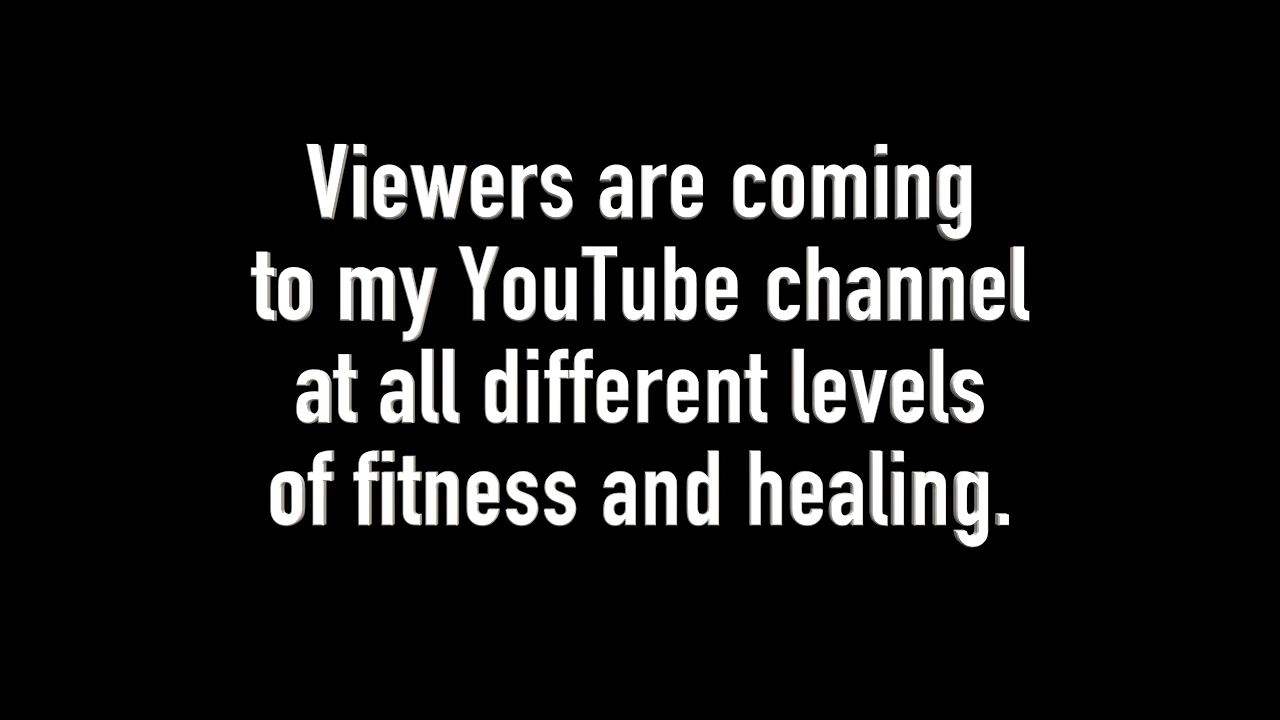 Viewers are coming
to my YouTube channel
at all different levels
of fitness and healing.